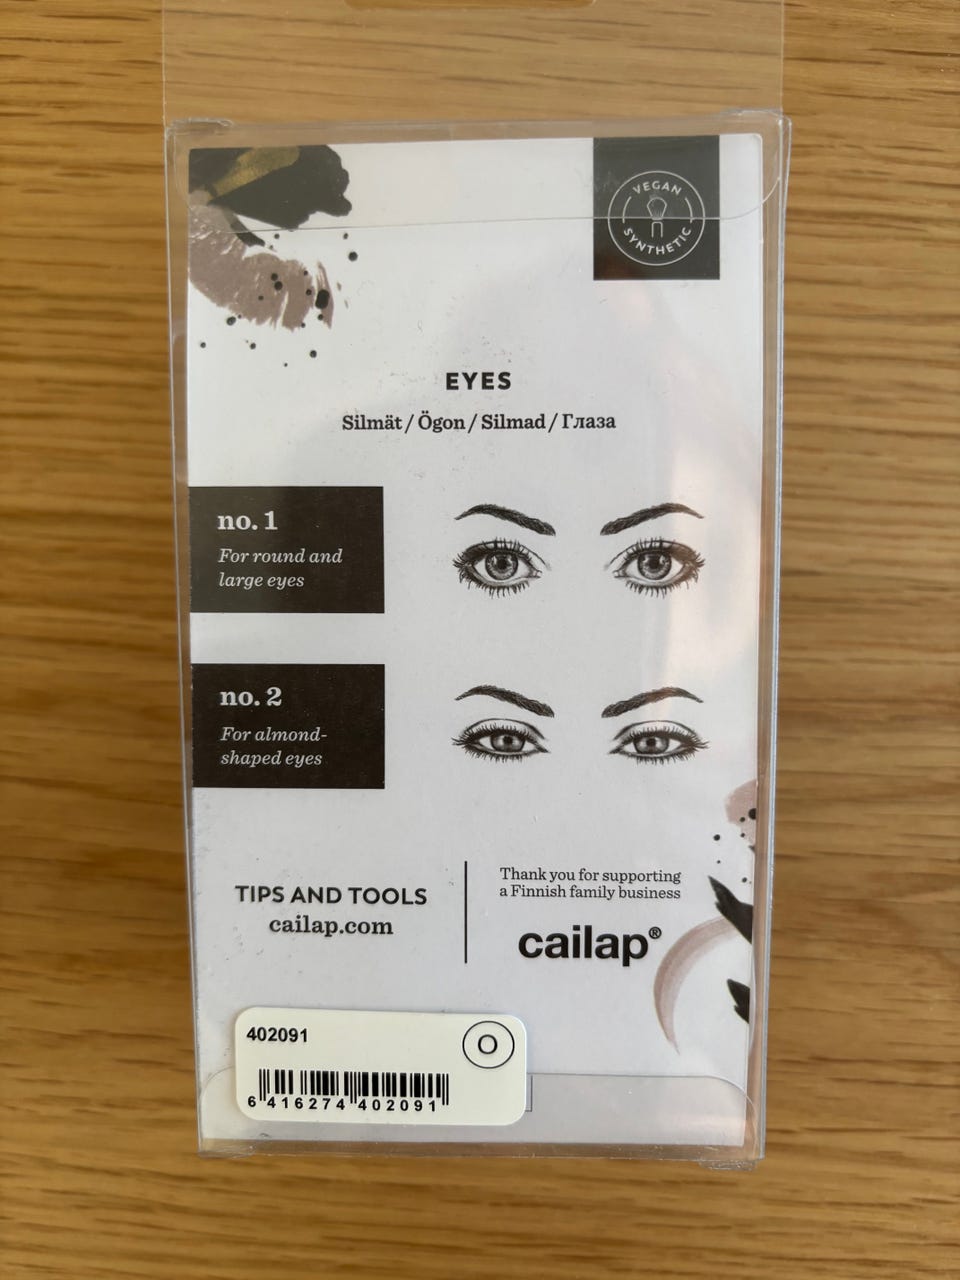 VEGAN
SYNTHETIC
EYES
Silmät / Ögon / Silmad / Глаза
no. 1
For round and
large eyes
no. 2
For almond-
shaped eyes
TIPS AND TOOLS
cailap.com
Thank you for supporting
a Finnish family business
cailap®
402091
O
6 416274 402091